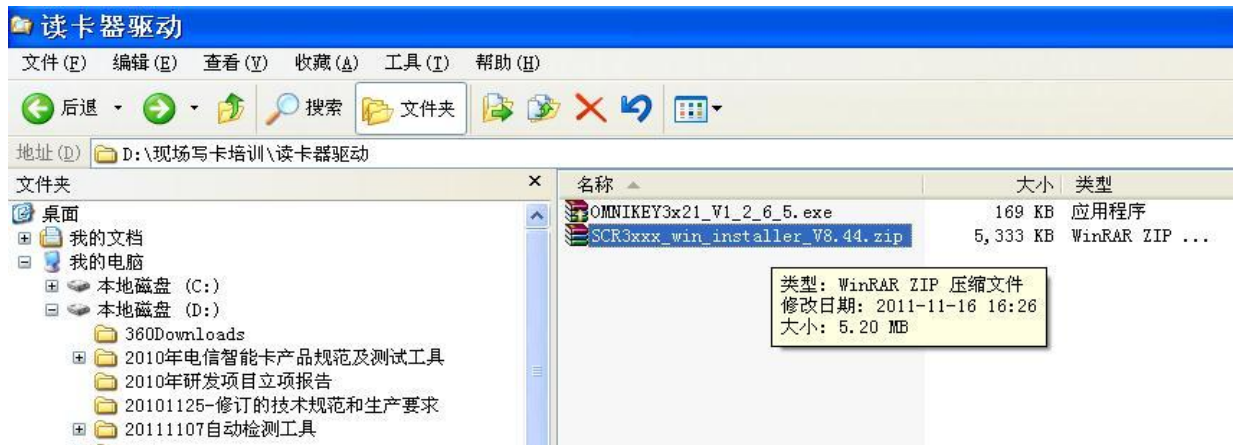 读卡器驱动
文件(F) 编辑(E) 查看(V) 收藏(A) 工具(T) 帮助(H)
后退 搜索 文件夹
地址(D) D:\现场写卡培训\读卡器驱动
文件夹 × 名称 大小 类型
桌面
OMNIKEY3x21_V1_2_6_5.exe 169 KB 应用程序
我的文档
SCR3xxx_win_installer_V8.44.zip 5,333 KB WinRAR ZIP ...
我的电脑
本地磁盘 (C:)
类型: WinRAR ZIP 压缩文件
修改日期: 2011-11-16 16:26
大小: 5.20 MB
本地磁盘 (D:)
360Downloads
2010年电信智能卡产品规范及测试工具
2010年研发项目立项报告
20101125-修订的技术规范和生产要求
20111107自动检测工具